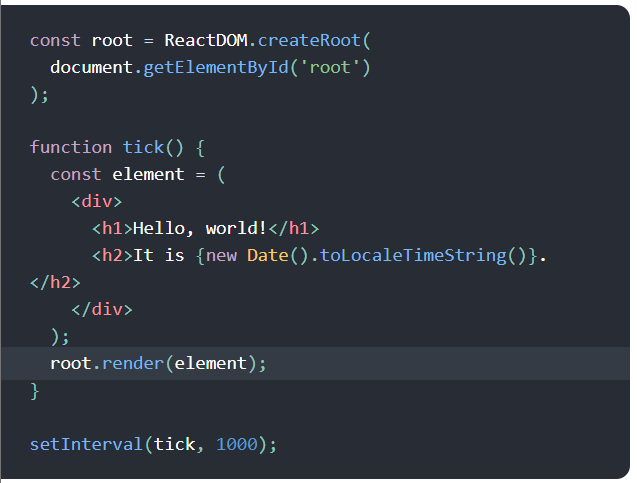 const root = ReactDOM.createRoot(
  document.getElementById('root')
);

function tick() {
  const element = (
    <div>
      <h1>Hello, world!</h1>
      <h2>It is {new Date().toLocaleTimeString()}.
</h2>
    </div>
  );
  root.render(element);
}

setInterval(tick, 1000);